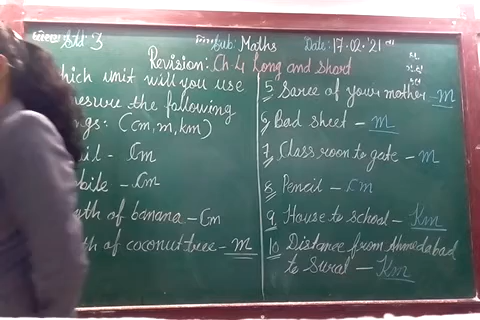 Std: 3
Sub: Maths
Date: 17-02-'21
Revision: Ch 4 Long and Short
which unit will you use
mesure the following
ngs: (cm, m, km)
il - Cm
bile - Cm
gth of banana - Cm
th of coconut tree - m
5 Saree of your mother - M
6 Bad sheet - m
7 Class room to gate - m
8 Pencil - cm
9 House to school - Km
10 Distance from Ahmedabad
to Surat - Km